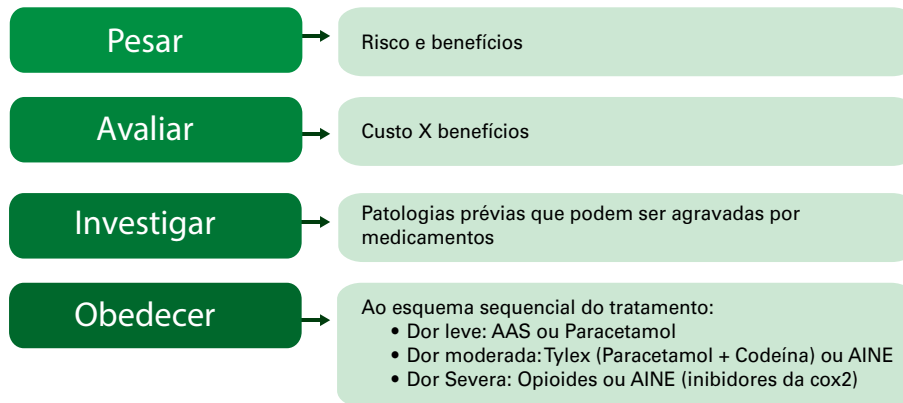 Pesar
Risco e benefícios
Avaliar
Custo X benefícios
Investigar
Patologias prévias que podem ser agravadas por
medicamentos
Obedecer
Ao esquema sequencial do tratamento:
• Dor leve: AAS ou Paracetamol
• Dor moderada: Tylex (Paracetamol + Codeína) ou AINE
• Dor Severa: Opioides ou AINE (inibidores da cox2)